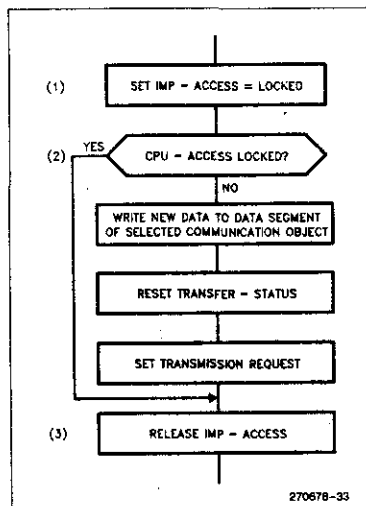 (1) SET IMP - ACCESS = LOCKED
(2) YES CPU - ACCESS LOCKED?
NO
WRITE NEW DATA TO DATA SEGMENT
OF SELECTED COMMUNICATION OBJECT
RESET TRANSFER - STATUS
SET TRANSMISSION REQUEST
(3) RELEASE IMP - ACCESS
270678-33